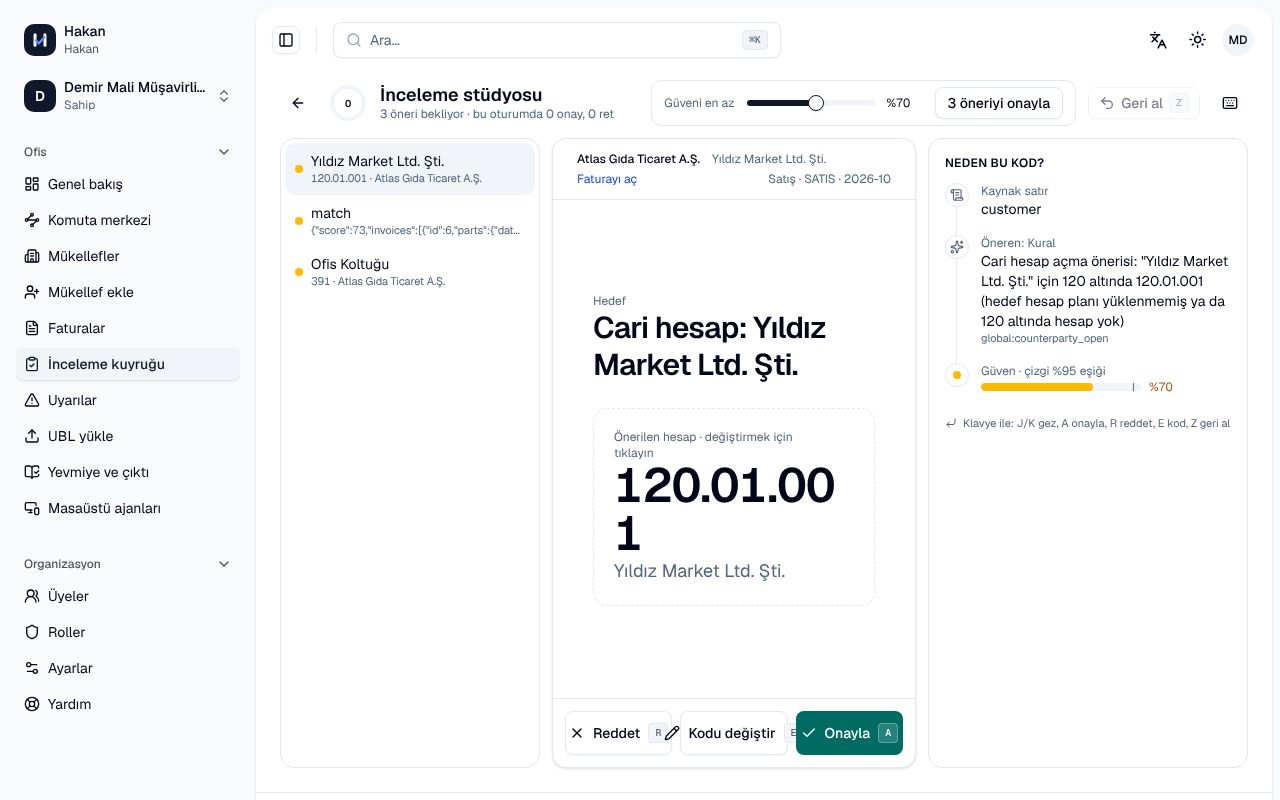 Hakan
Hakan
D
Demir Mali Müşavirli...
Sahip
Ofis
Genel bakış
Komuta merkezi
Mükellefler
Mükellef ekle
Faturalar
İnceleme kuyruğu
Uyarılar
UBL yükle
Yevmiye ve çıktı
Masaüstü ajanları
Organizasyon
Üyeler
Roller
Ayarlar
Yardım
Ara...
⌘K
MD
0
İnceleme stüdyosu
3 öneri bekliyor · bu oturumda 0 onay, 0 ret
Güveni en az
%70
3 öneriyi onayla
Geri al Z
Yıldız Market Ltd. Şti.
120.01.001 · Atlas Gıda Ticaret A.Ş.
match
{"score":73,"invoices":[{"id":6,"parts":{"dat...
Ofis Koltuğu
391 · Atlas Gıda Ticaret A.Ş.
Atlas Gıda Ticaret A.Ş. Yıldız Market Ltd. Şti.
Faturayı aç
Satış · SATIS · 2026-10
Hedef
Cari hesap: Yıldız
Market Ltd. Şti.
Önerilen hesap · değiştirmek için
tıklayın
120.01.00
1
Yıldız Market Ltd. Şti.
Reddet R
Kodu değiştir E
Onayla A
NEDEN BU KOD?
Kaynak satır
customer
Öneren: Kural
Cari hesap açma önerisi: "Yıldız Market
Ltd. Şti." için 120 altında 120.01.001
(hedef hesap planı yüklenmemiş ya da
120 altında hesap yok)
global:counterparty_open
Güven · çizgi %95 eşiği
%70
Klavye ile: J/K gez, A onayla, R reddet, E kod, Z geri al